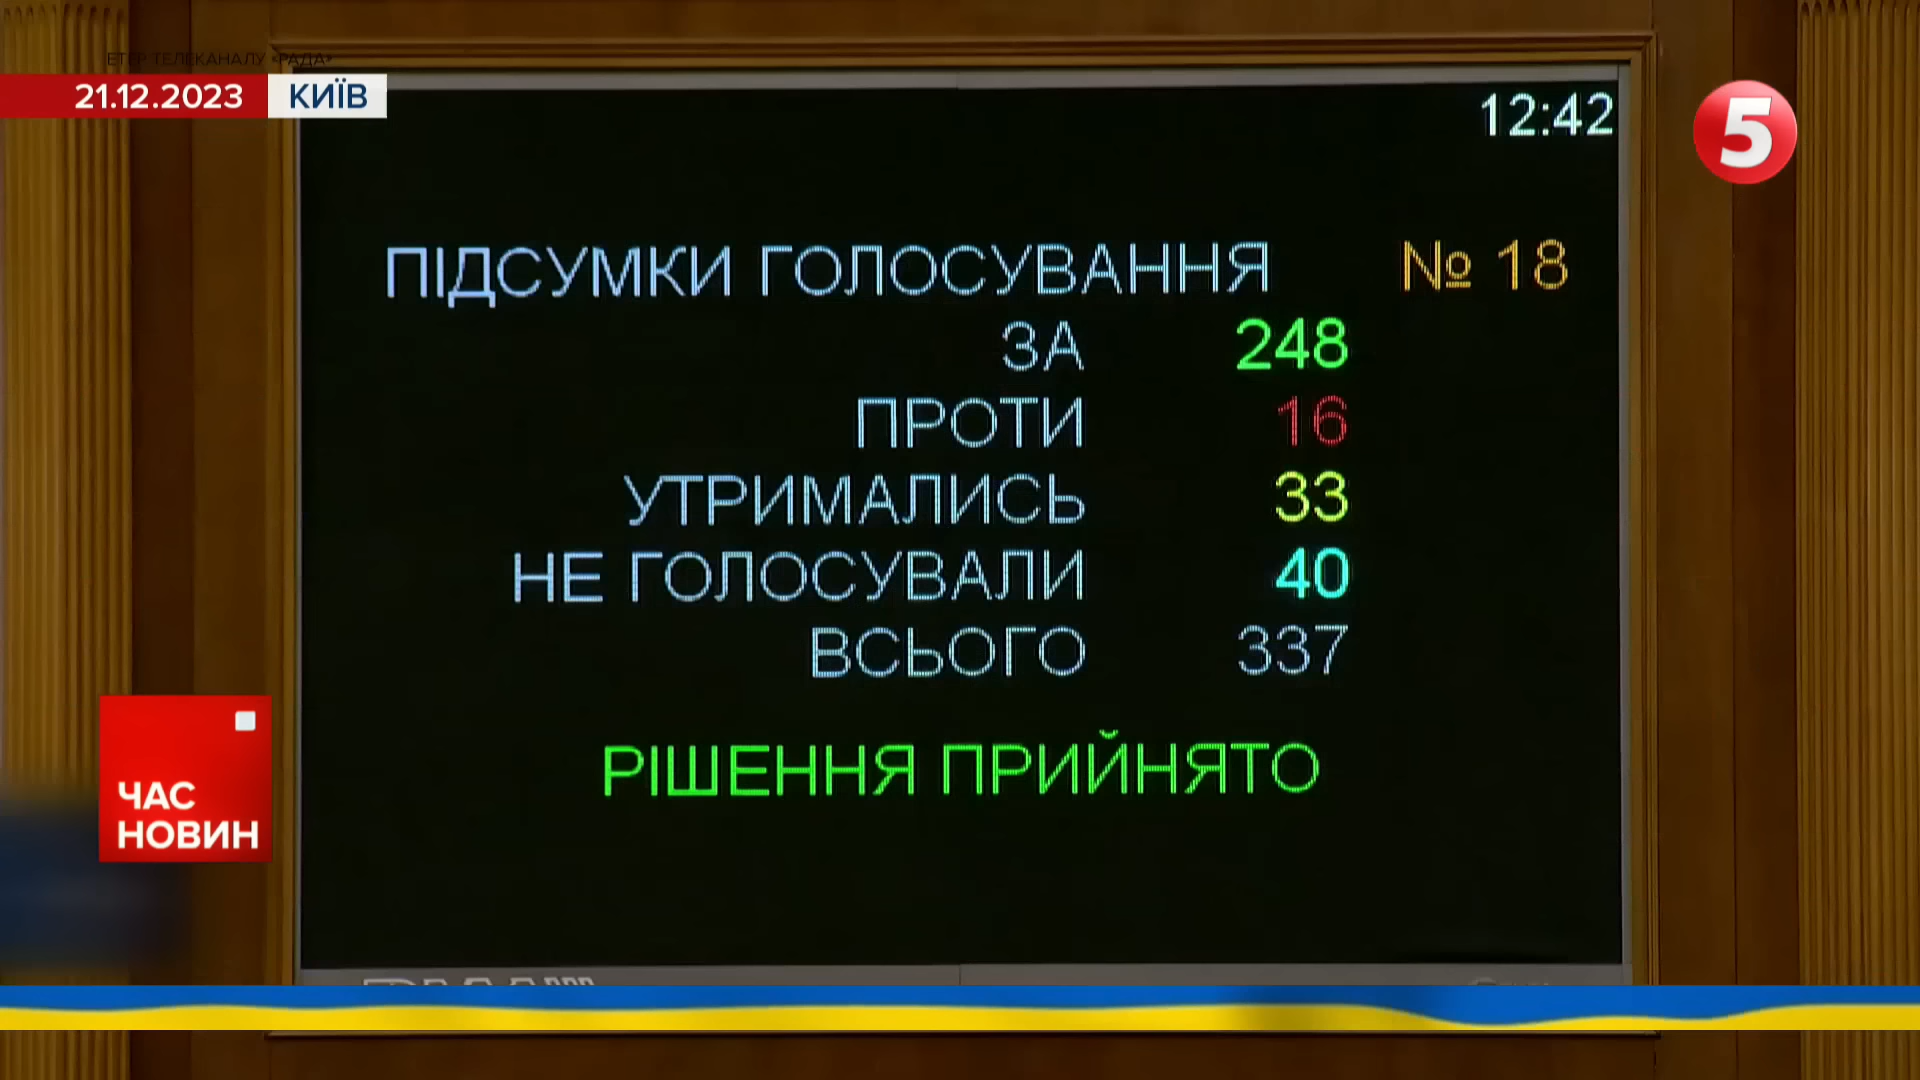 ЕТЕР ТЕЛЕКАНАЛУ «РАДА»
21.12.2023 КИЇВ
12:42
5
ПІДСУМКИ ГОЛОСУВАННЯ № 18
ЗА 248
ПРОТИ 16
УТРИМАЛИСЬ 33
НЕ ГОЛОСУВАЛИ 40
ВСЬОГО 337
РІШЕННЯ ПРИЙНЯТО
ЧАС
НОВИН